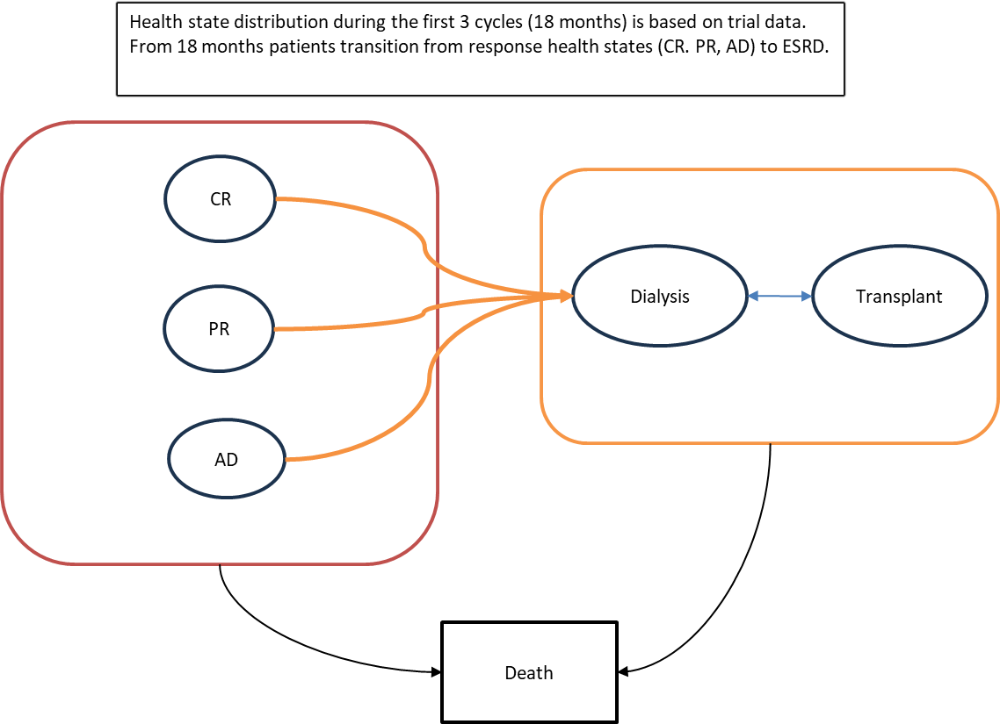 Health state distribution during the first 3 cycles (18 months) is based on trial data.
From 18 months patients transition from response health states (CR. PR, AD) to ESRD.
CR
PR
AD
Dialysis
Transplant
Death